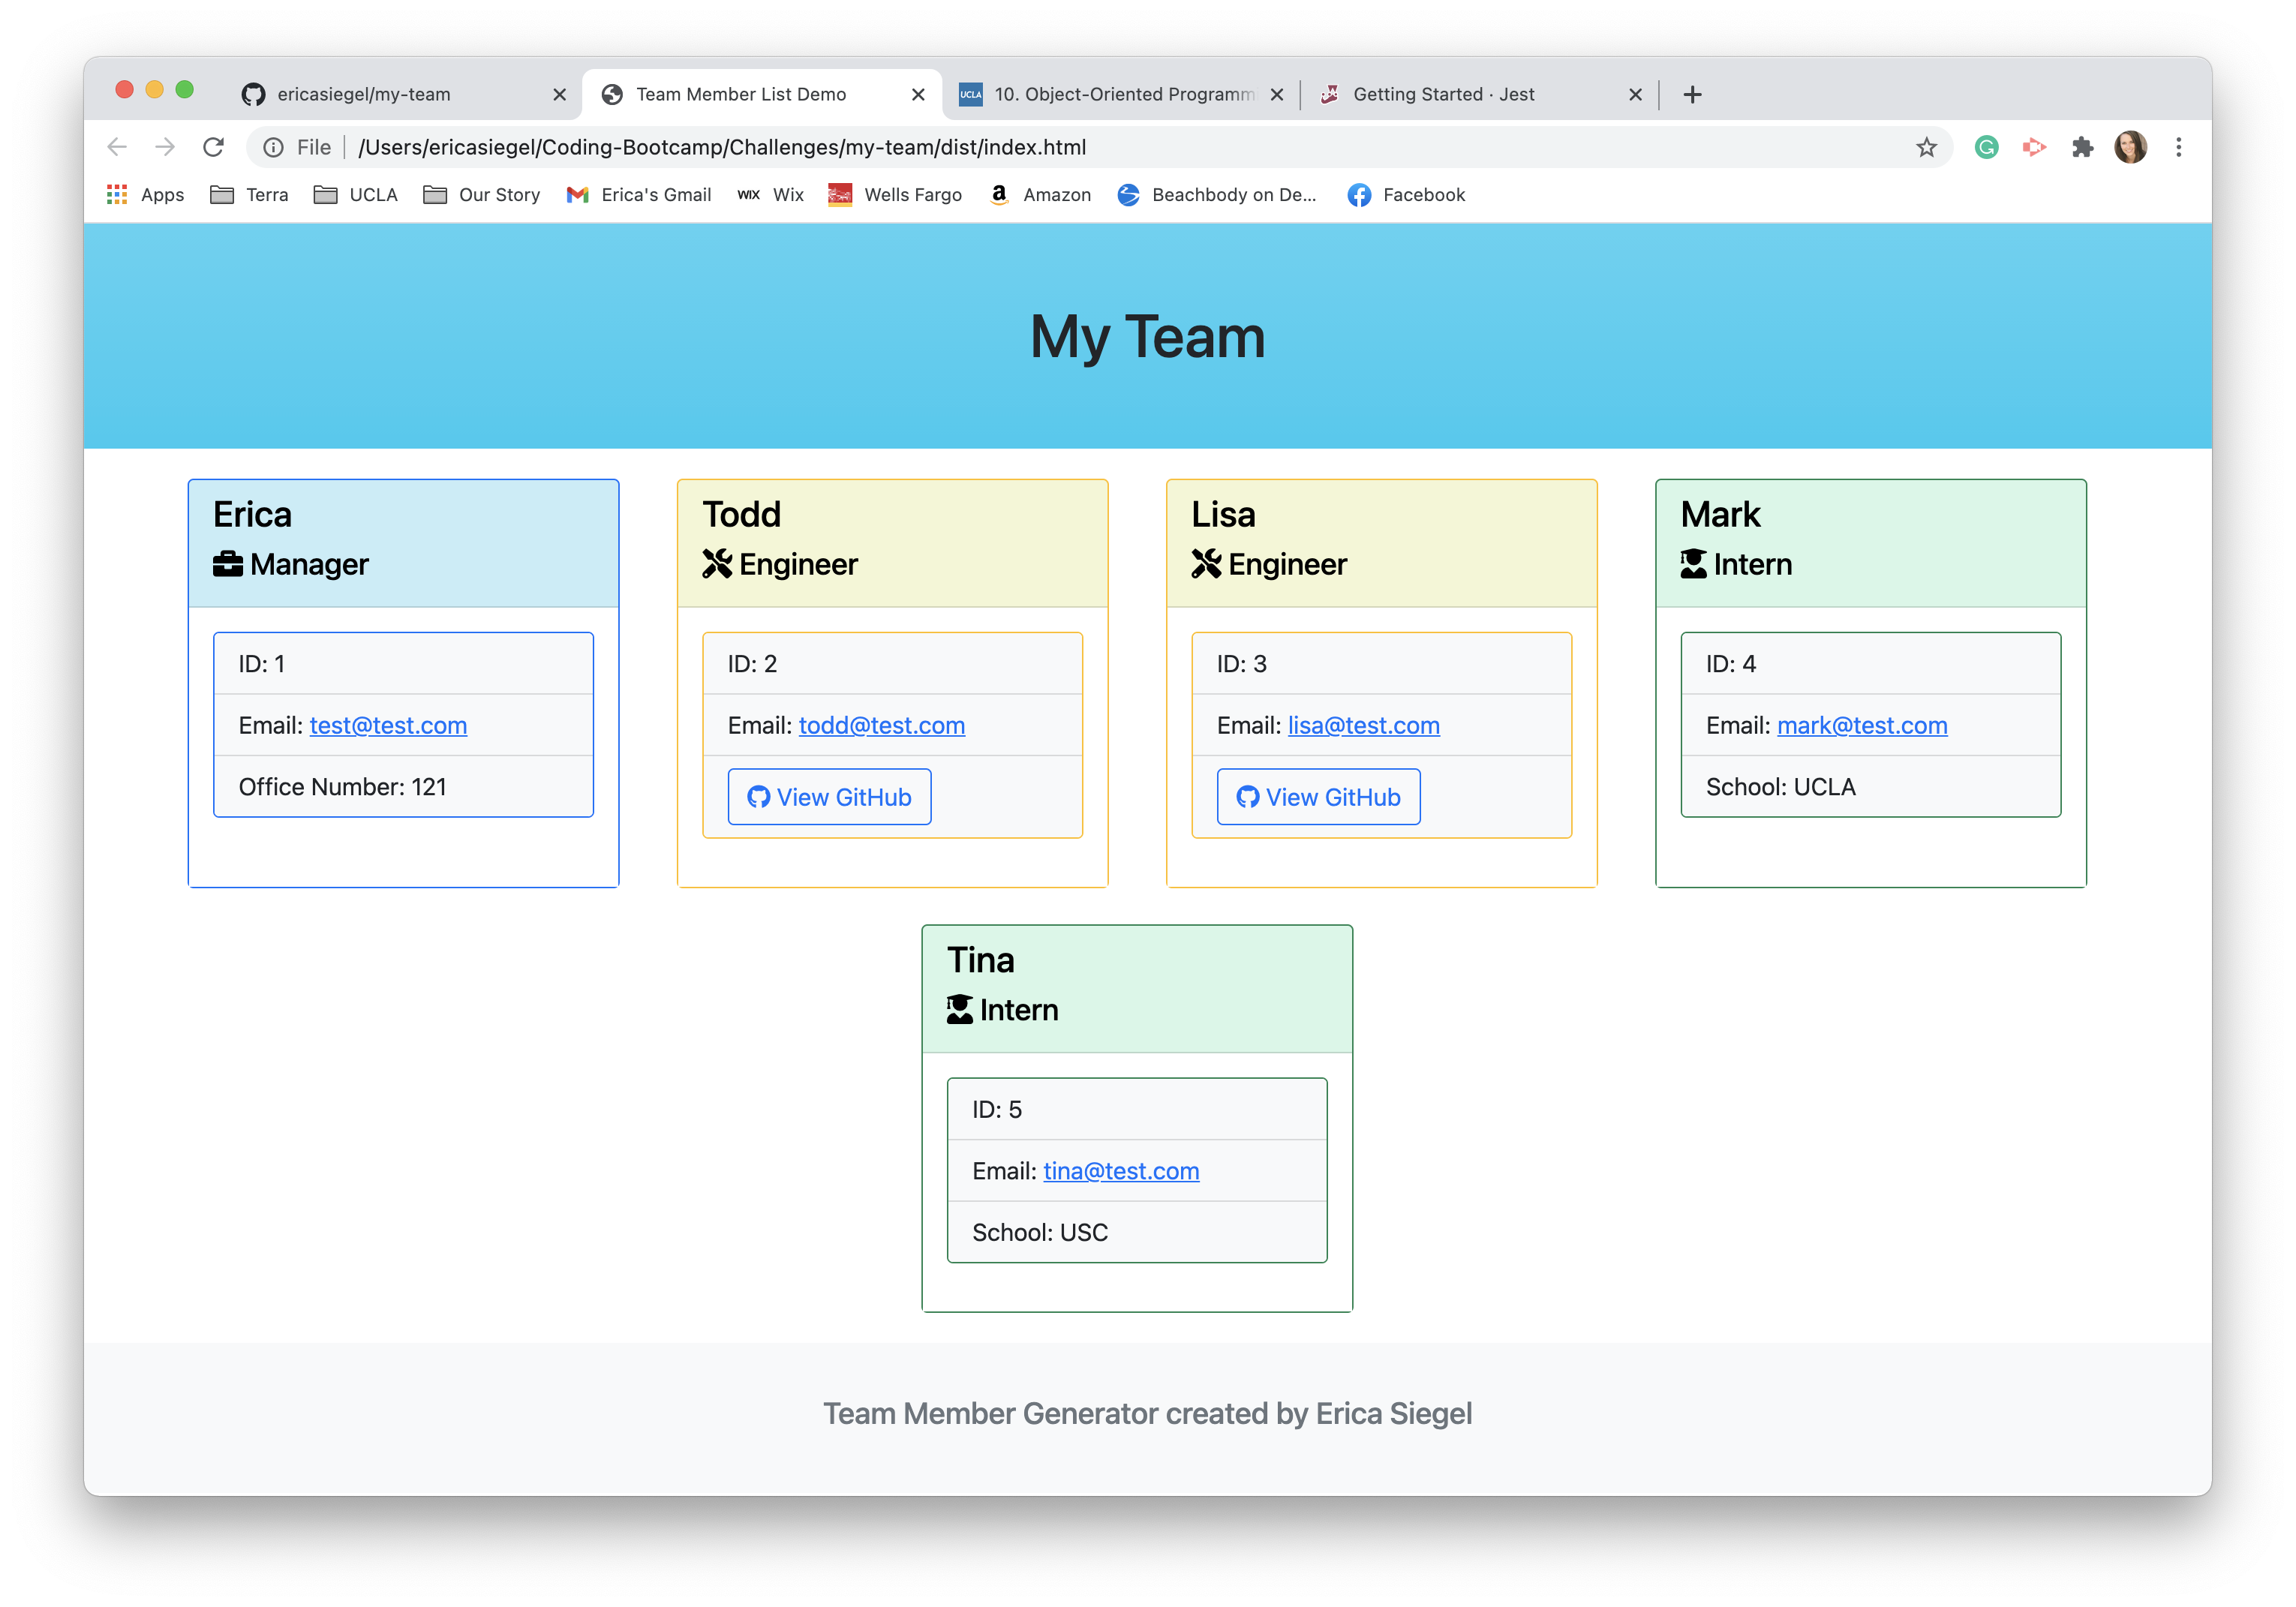 ericasiegel/my-team
Team Member List Demo
UCLA
10. Object-Oriented Programm
Getting Started · Jest
File
/Users/ericasiegel/Coding-Bootcamp/Challenges/my-team/dist/index.html
Apps
Terra
UCLA
Our Story
Erica's Gmail
WIX
Wix
Wells Fargo
Amazon
Beachbody on De...
Facebook
My Team
Erica
Manager
ID: 1
Email: test@test.com
Office Number: 121
Todd
Engineer
ID: 2
Email: todd@test.com
View GitHub
Lisa
Engineer
ID: 3
Email: lisa@test.com
View GitHub
Mark
Intern
ID: 4
Email: mark@test.com
School: UCLA
Tina
Intern
ID: 5
Email: tina@test.com
School: USC
Team Member Generator created by Erica Siegel